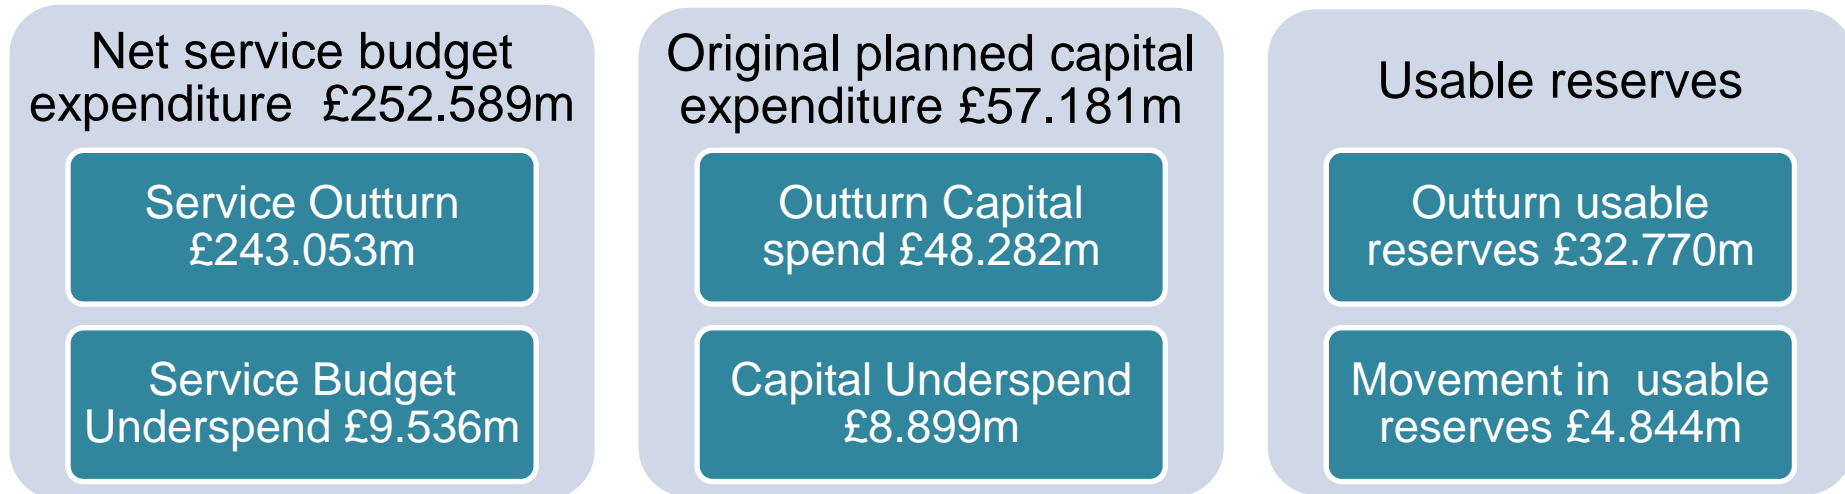 Net service budget
expenditure £252.589m
Service Outturn
£243.053m
Service Budget
Underspend £9.536m
Original planned capital
expenditure £57.181m
Outturn Capital
spend £48.282m
Capital Underspend
£8.899m
Usable reserves
Outturn usable
reserves £32.770m
Movement in usable
reserves £4.844m